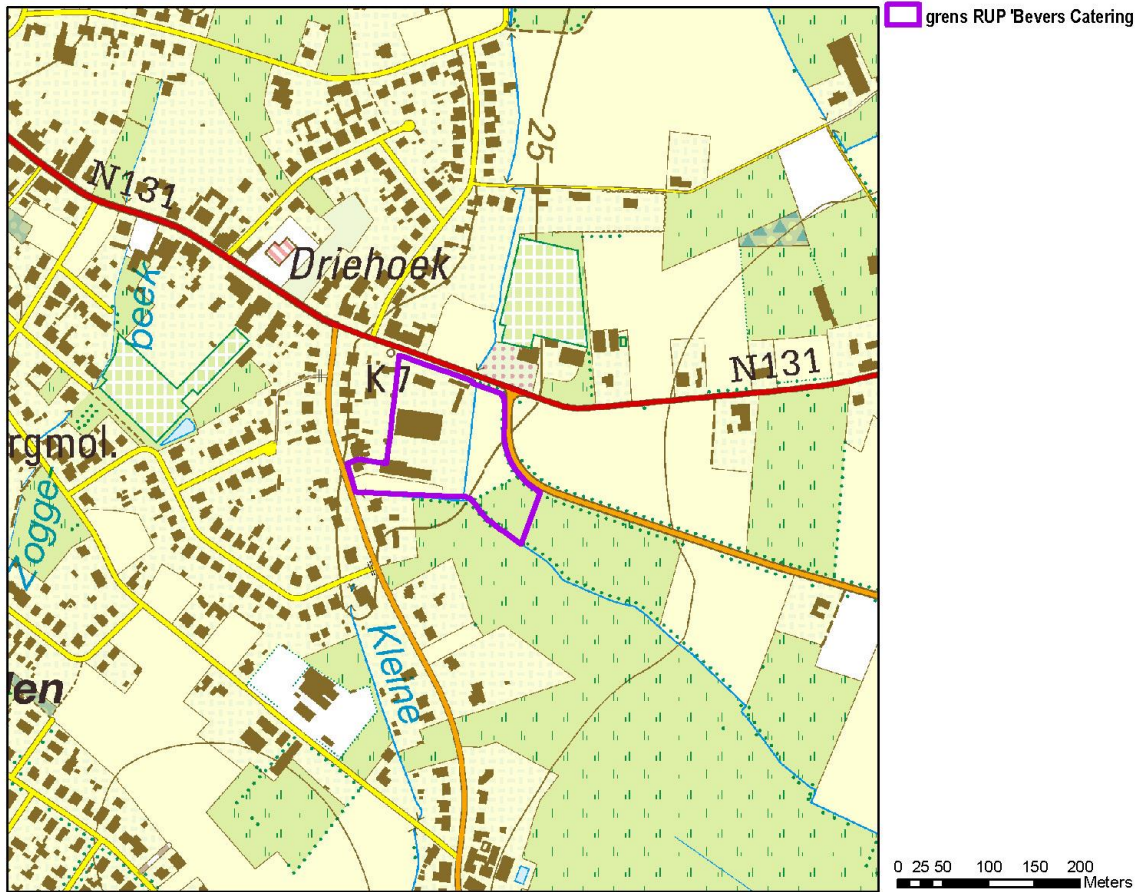 grens RUP 'Bevers Catering
N131
25
Driehoek
beek
K 7
N131
rgmol.
Zogge-
Kleine
len
0 25 50 100 150 200
Meters